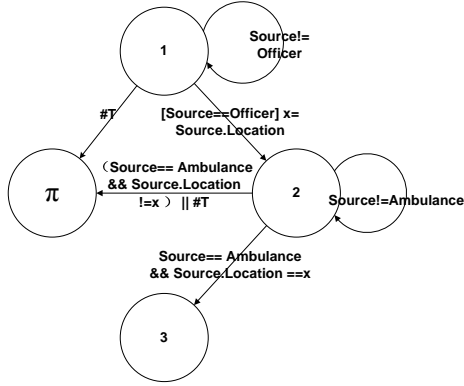 1
Source!=
Officer
#T
[Source==Officer] x=
Source.Location
π
（Source== Ambulance
&& Source.Location
!=x ） || #T
2
Source!=Ambulance
Source== Ambulance
&& Source.Location ==x
3